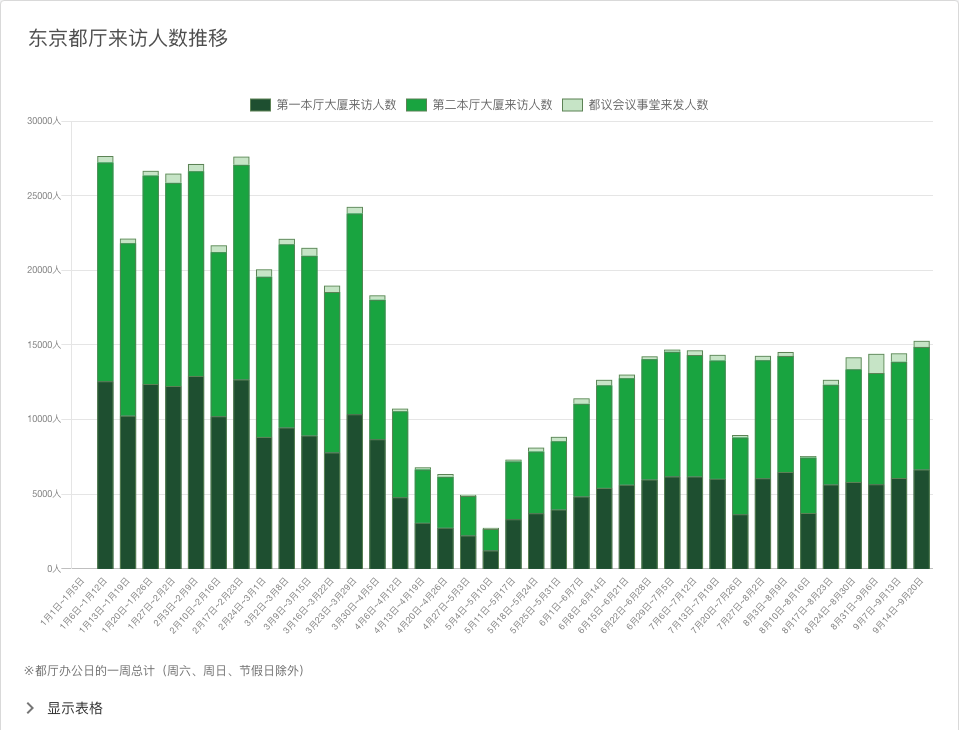 东京都厅来访人数推移
第一本厅大厦来访人数
第二本厅大厦来访人数
都议会议事堂来发人数
30000人
25000人
20000人
15000人
10000人
5000人
0人
1月1日~1月5日
1月6日~1月12日
1月13日~1月19日
1月20日~1月26日
1月27日~2月2日
2月3日~2月9日
2月10日~2月16日
2月17日~2月23日
2月24日~3月1日
3月2日~3月8日
3月9日~3月15日
3月16日~3月22日
3月23日~3月29日
3月30日~4月5日
4月6日~4月12日
4月13日~4月19日
4月20日~4月26日
4月27日~5月3日
5月4日~5月10日
5月11日~5月17日
5月18日~5月24日
5月25日~5月31日
6月1日~6月7日
6月8日~6月14日
6月15日~6月21日
6月22日~6月28日
6月29日~7月5日
7月6日~7月12日
7月13日~7月19日
7月20日~7月26日
7月27日~8月2日
8月3日~8月9日
8月10日~8月16日
8月17日~8月23日
8月24日~8月30日
8月31日~9月6日
9月7日~9月13日
9月14日~9月20日
※都厅办公日的一周总计（周六、周日、节假日除外）
显示表格